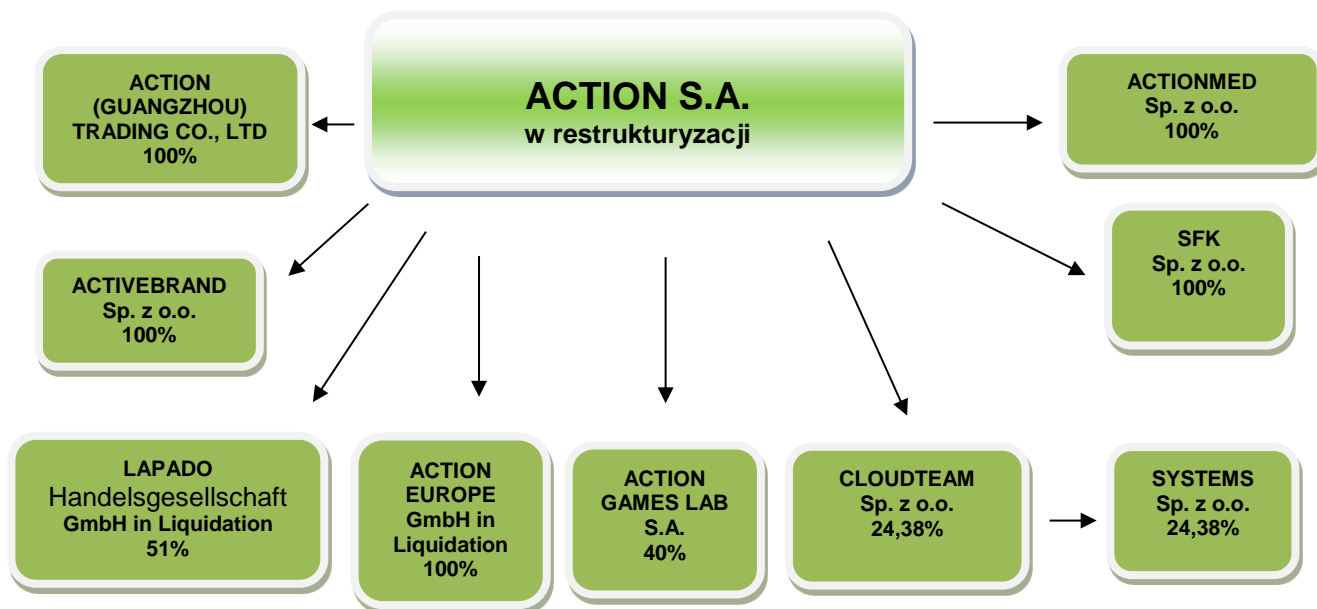 ACTION S.A.
w restrukturyzacji
ACTION
(GUANGZHOU)
TRADING CO., LTD
100%
ACTIONMED
Sp. z o.o.
100%
ACTIVEBRAND
Sp. z o.o.
100%
SFK
Sp. z o.o.
100%
LAPADO
Handelsgesellschaft
GmbH in Liquidation
51%
ACTION
EUROPE
GmbH in
Liquidation
100%
ACTION
GAMES LAB
S.A.
40%
CLOUDTEAM
Sp. z o.o.
24,38%
SYSTEMS
Sp. z o.o.
24,38%